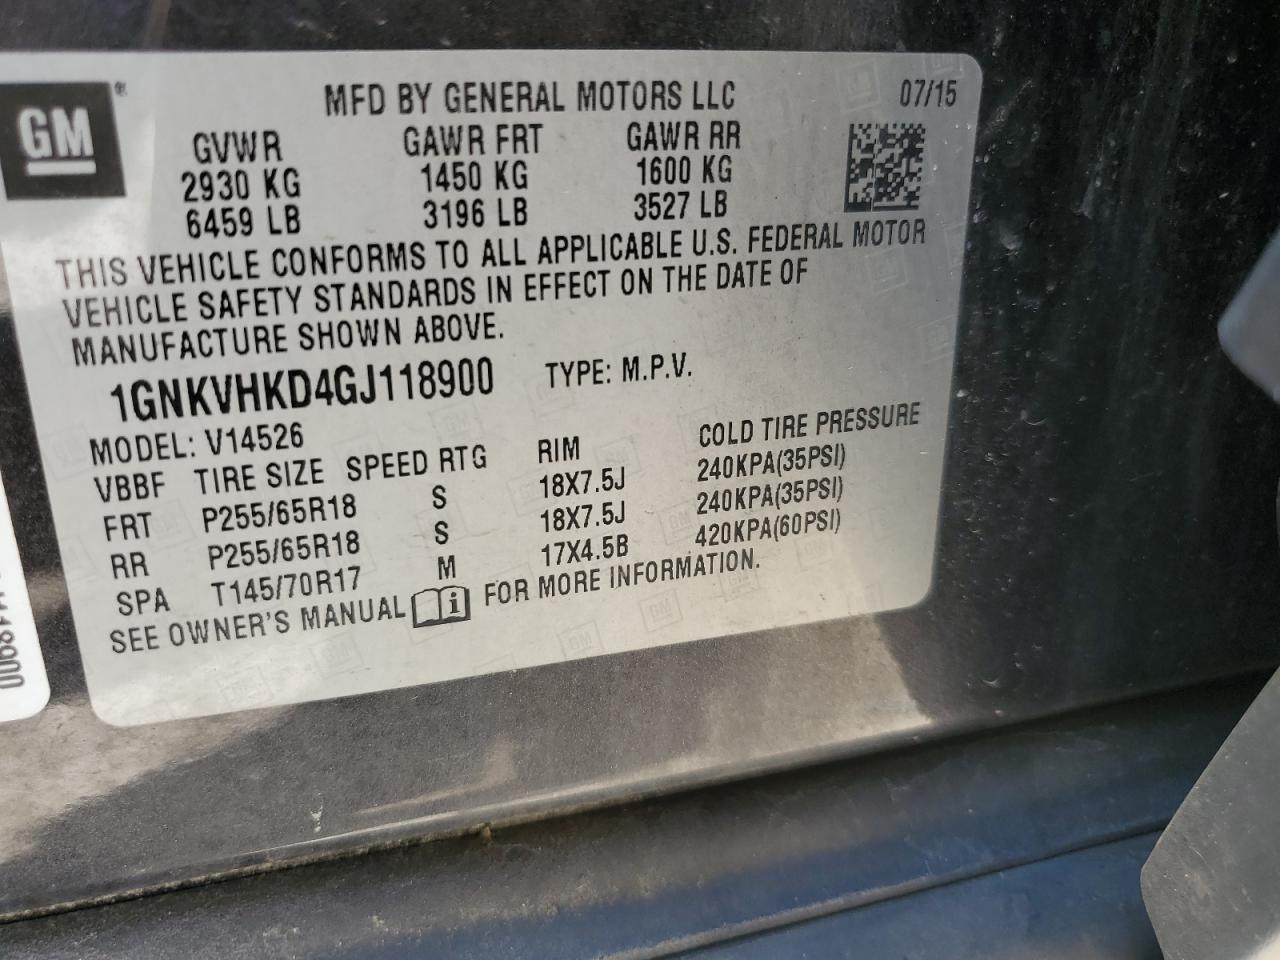 GM
®
MFD BY GENERAL MOTORS LLC 07/15
GVWR GAWR FRT GAWR RR
2930 KG 1450 KG 1600 KG
6459 LB 3196 LB 3527 LB
THIS VEHICLE CONFORMS TO ALL APPLICABLE U.S. FEDERAL MOTOR
VEHICLE SAFETY STANDARDS IN EFFECT ON THE DATE OF
MANUFACTURE SHOWN ABOVE.
1GNKVHKD4GJ118900 TYPE: M.P.V.
MODEL: V14526
VBBF TIRE SIZE SPEED RTG RIM COLD TIRE PRESSURE
FRT P255/65R18 S 18X7.5J 240KPA(35PSI)
RR P255/65R18 S 18X7.5J 240KPA(35PSI)
SPA T145/70R17 M 17X4.5B 420KPA(60PSI)
SEE OWNER'S MANUAL i FOR MORE INFORMATION.